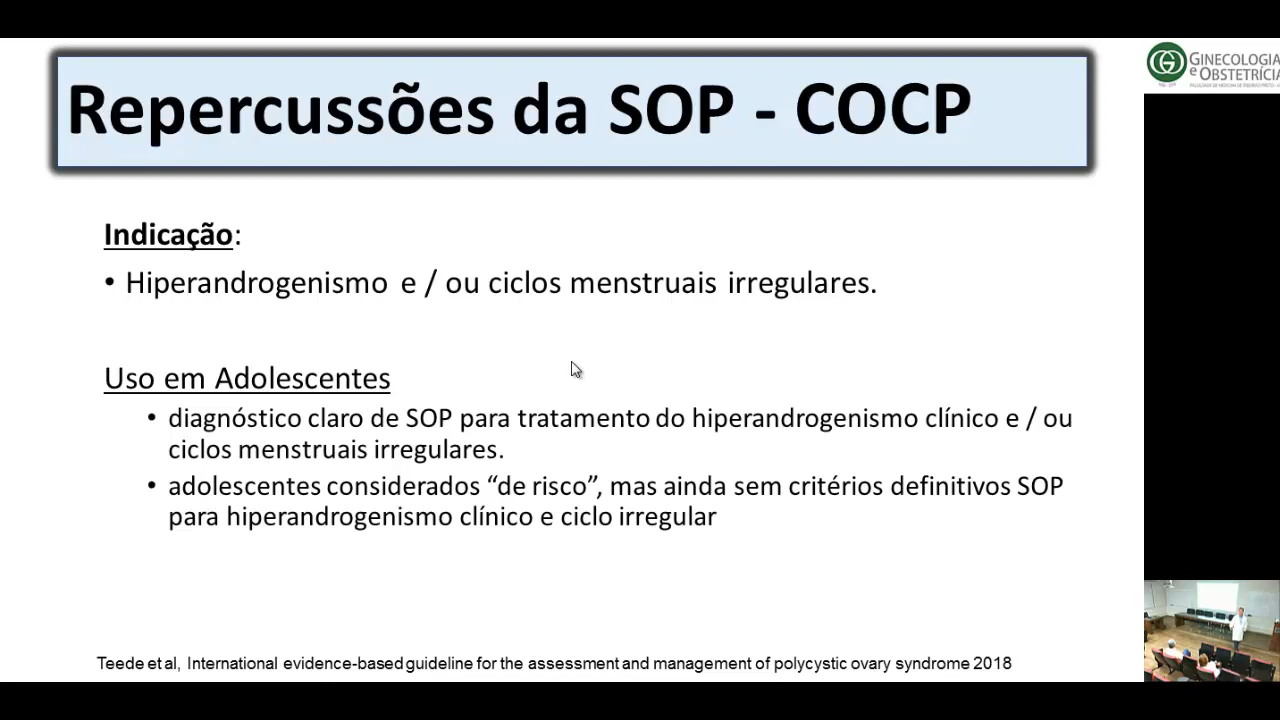 Repercussões da SOP - COCP
GINECOLOGIA
e OBSTETRÍCIA
Indicação:
• Hiperandrogenismo e / ou ciclos menstruais irregulares.
Uso em Adolescentes
• diagnóstico claro de SOP para tratamento do hiperandrogenismo clínico e / ou
ciclos menstruais irregulares.
• adolescentes considerados “de risco”, mas ainda sem critérios definitivos SOP
para hiperandrogenismo clínico e ciclo irregular
Teede et al, International evidence-based guideline for the assessment and management of polycystic ovary syndrome 2018